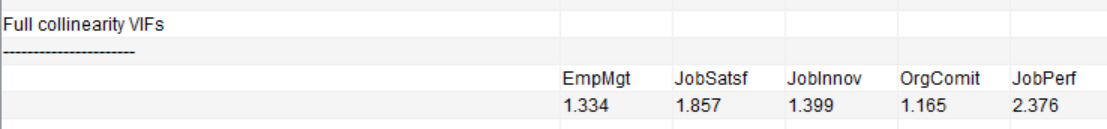 Full collinearity VIFs
----------------------
EmpMgt JobSatsf JobInnov OrgComit JobPerf
1.334 1.857 1.399 1.165 2.376